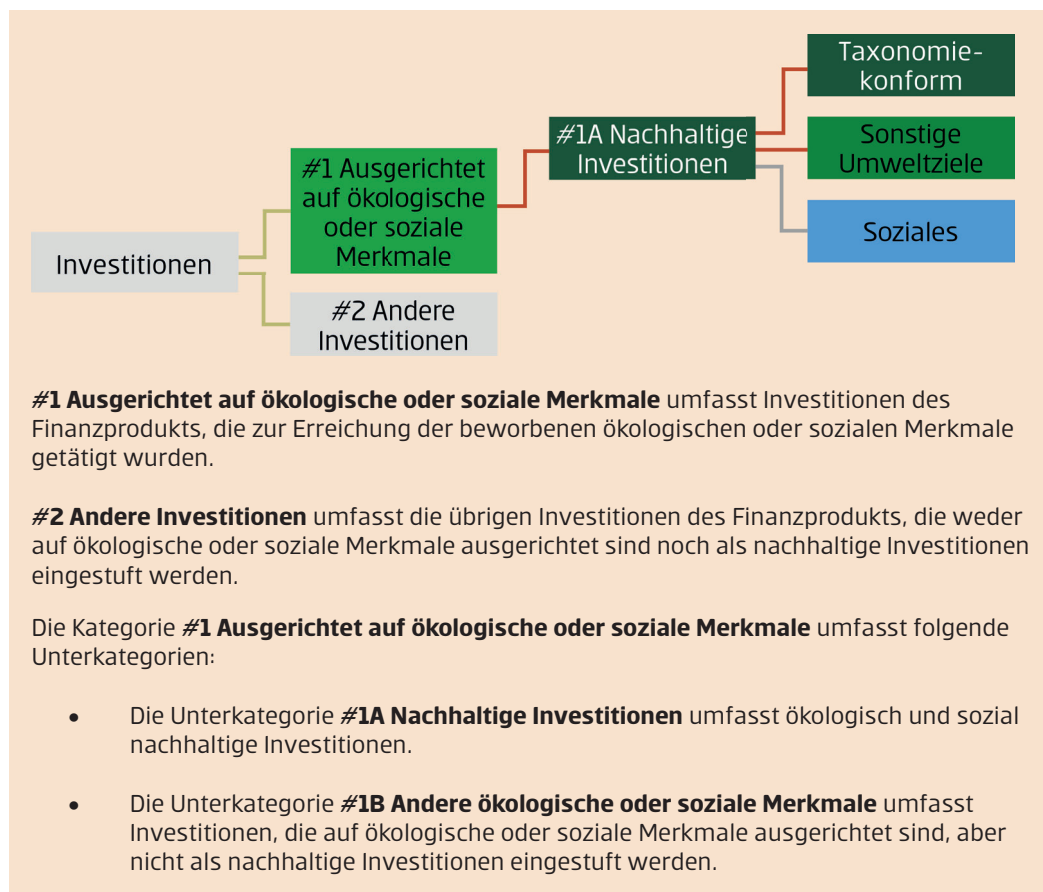 Taxonomie-
konform
#1A Nachhaltige
Investitionen
Sonstige
Umweltziele
#1 Ausgerichtet
auf ökologische
oder soziale
Merkmale
Soziales
Investitionen
#2 Andere
Investitionen
#1 Ausgerichtet auf ökologische oder soziale Merkmale umfasst Investitionen des
Finanzprodukts, die zur Erreichung der beworbenen ökologischen oder sozialen Merkmale
getätigt wurden.
#2 Andere Investitionen umfasst die übrigen Investitionen des Finanzprodukts, die weder
auf ökologische oder soziale Merkmale ausgerichtet sind noch als nachhaltige Investitionen
eingestuft werden.
Die Kategorie #1 Ausgerichtet auf ökologische oder soziale Merkmale umfasst folgende
Unterkategorien:
• Die Unterkategorie #1A Nachhaltige Investitionen umfasst ökologisch und sozial
nachhaltige Investitionen.
• Die Unterkategorie #1B Andere ökologische oder soziale Merkmale umfasst
Investitionen, die auf ökologische oder soziale Merkmale ausgerichtet sind, aber
nicht als nachhaltige Investitionen eingestuft werden.